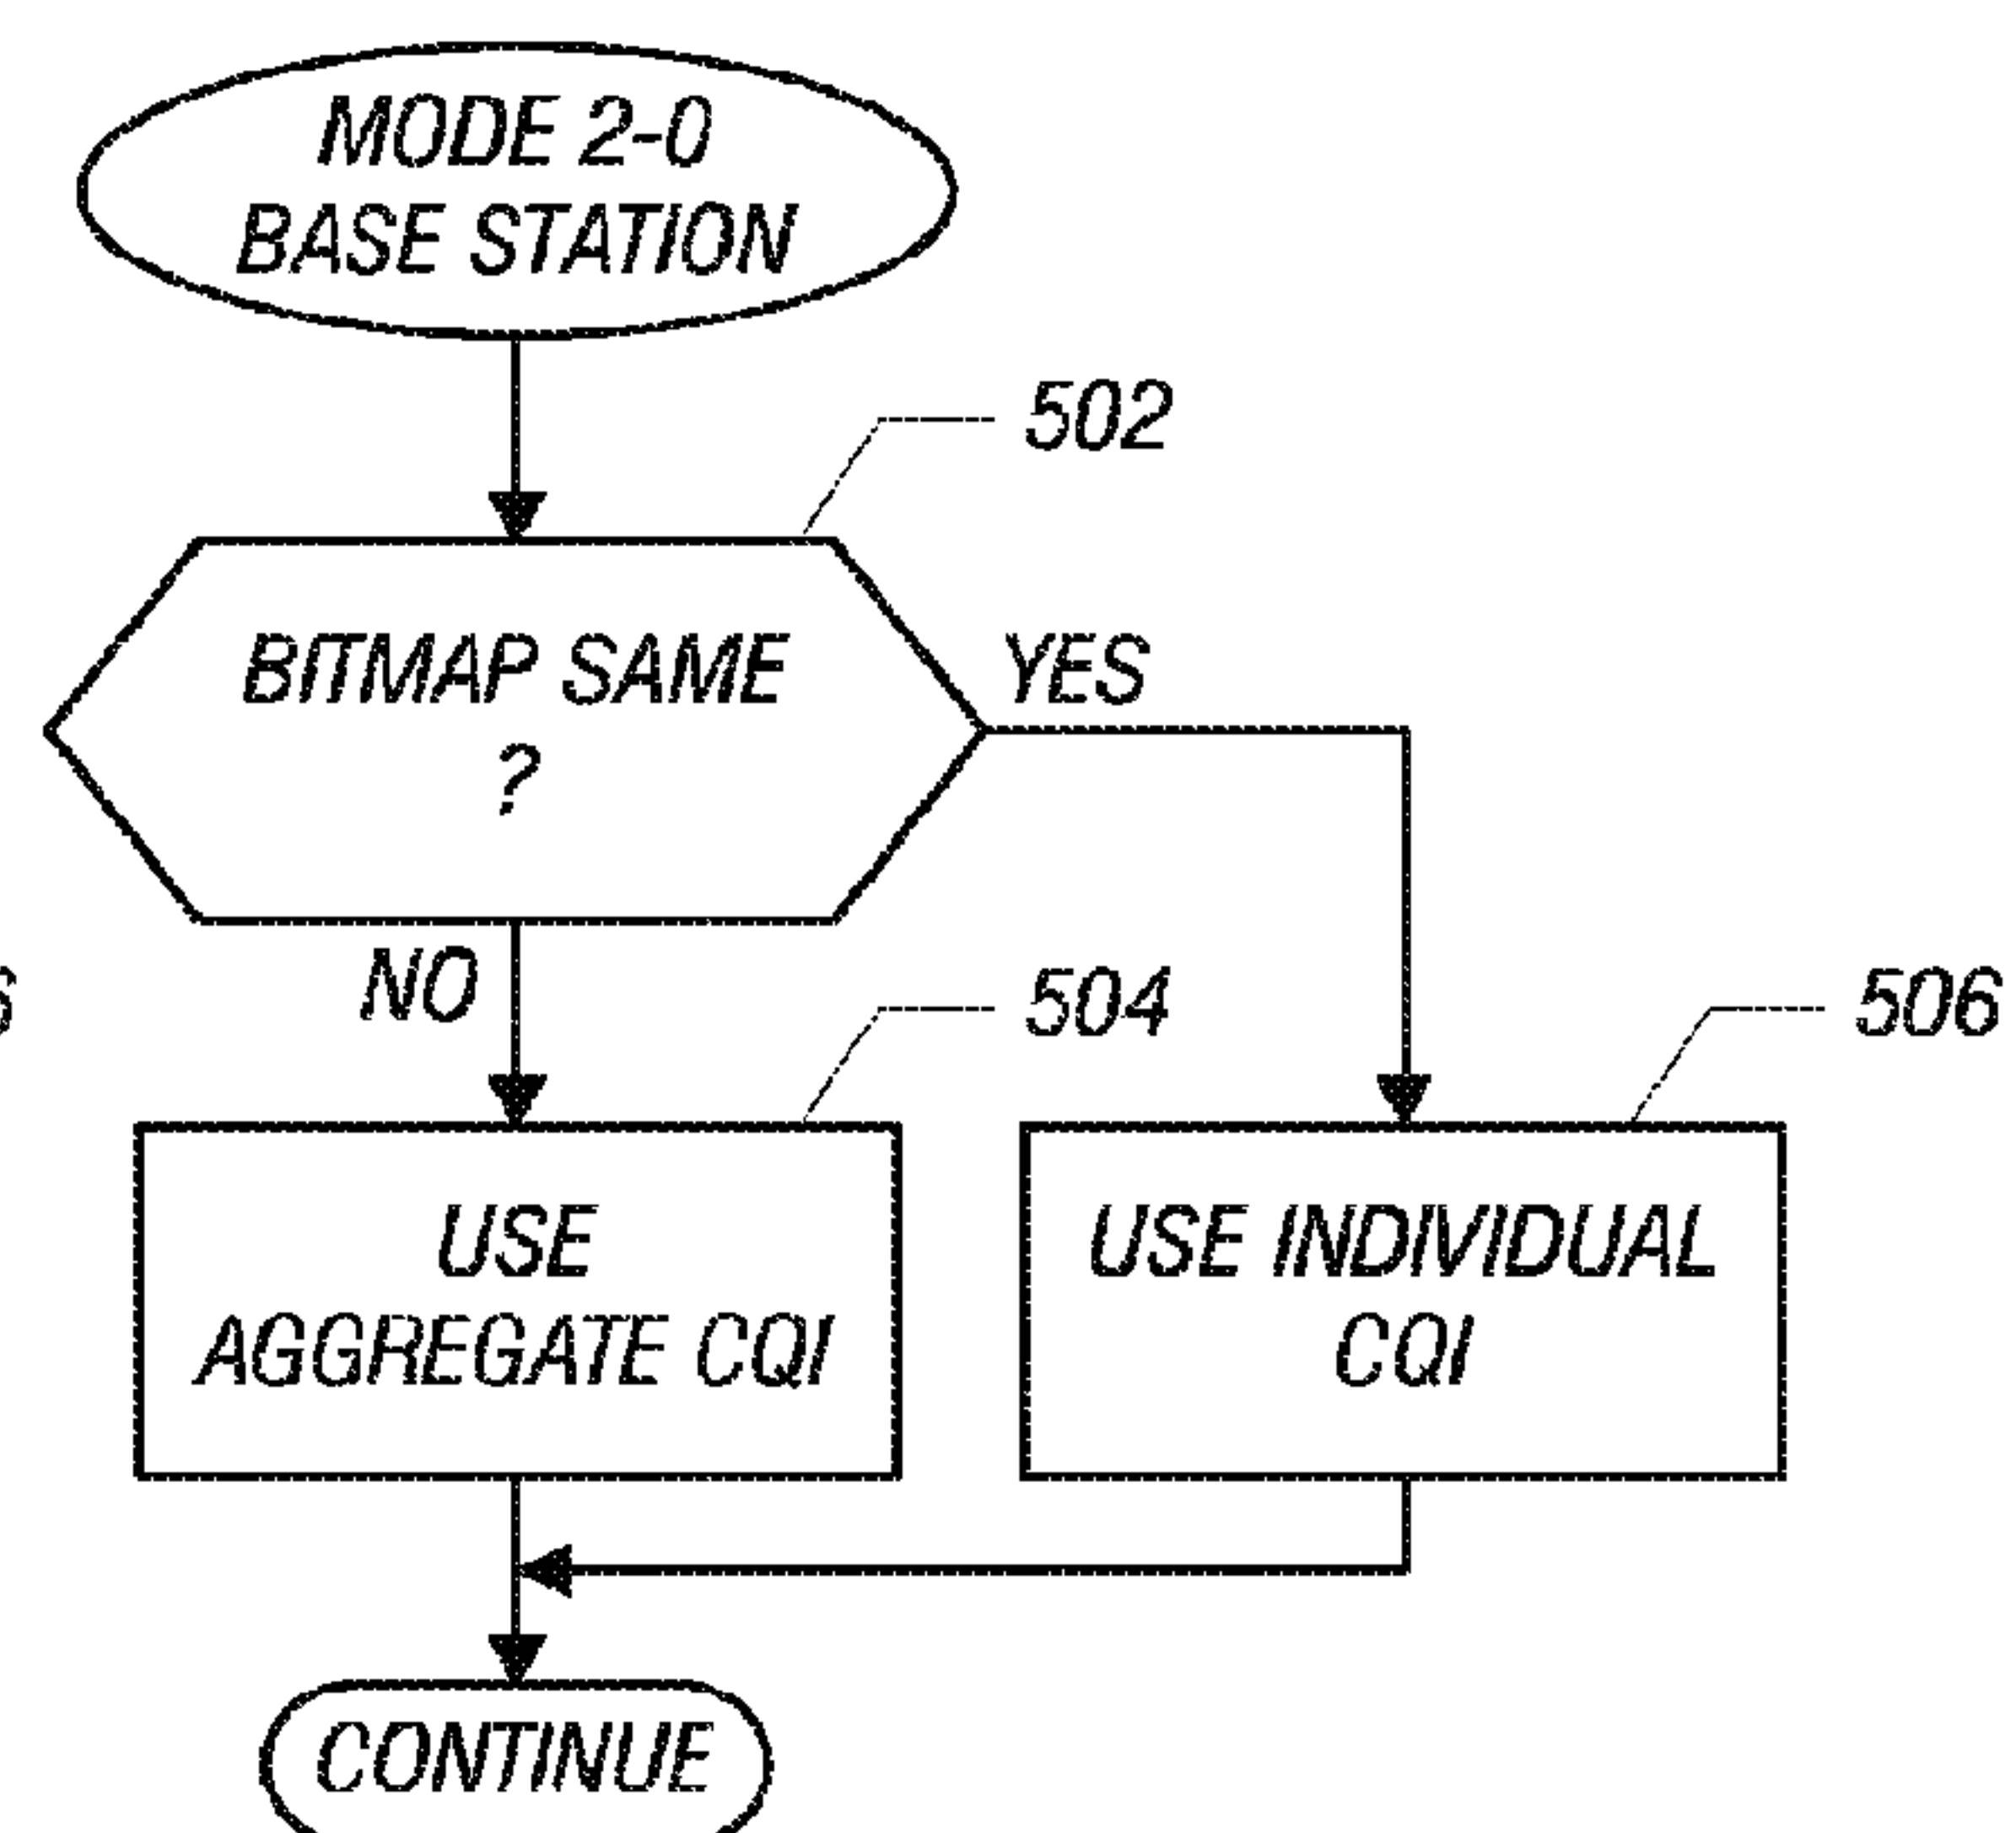 MODE 2-0
BASE STATION
502
BITMAP SAME
?
YES
NO
504
506
USE
AGGREGATE CQI
USE INDIVIDUAL
CQI
CONTINUE